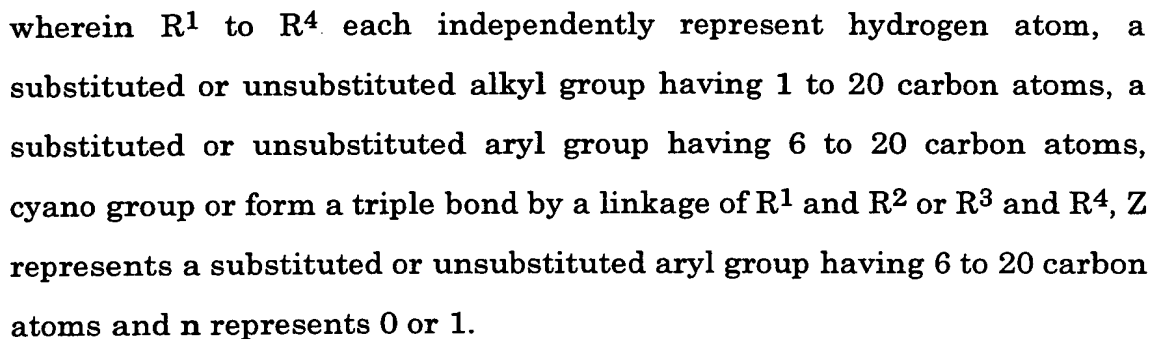 wherein R1 to R4 each independently represent hydrogen atom, a
substituted or unsubstituted alkyl group having 1 to 20 carbon atoms, a
substituted or unsubstituted aryl group having 6 to 20 carbon atoms,
cyano group or form a triple bond by a linkage of R1 and R2 or R3 and R4, Z
represents a substituted or unsubstituted aryl group having 6 to 20 carbon
atoms and n represents 0 or 1.